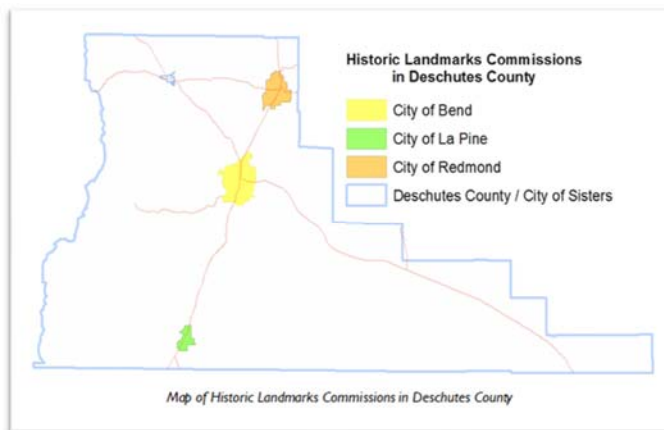 Historic Landmarks Commissions
in Deschutes County
City of Bend
City of La Pine
City of Redmond
Deschutes County / City of Sisters
Map of Historic Landmarks Commissions in Deschutes County